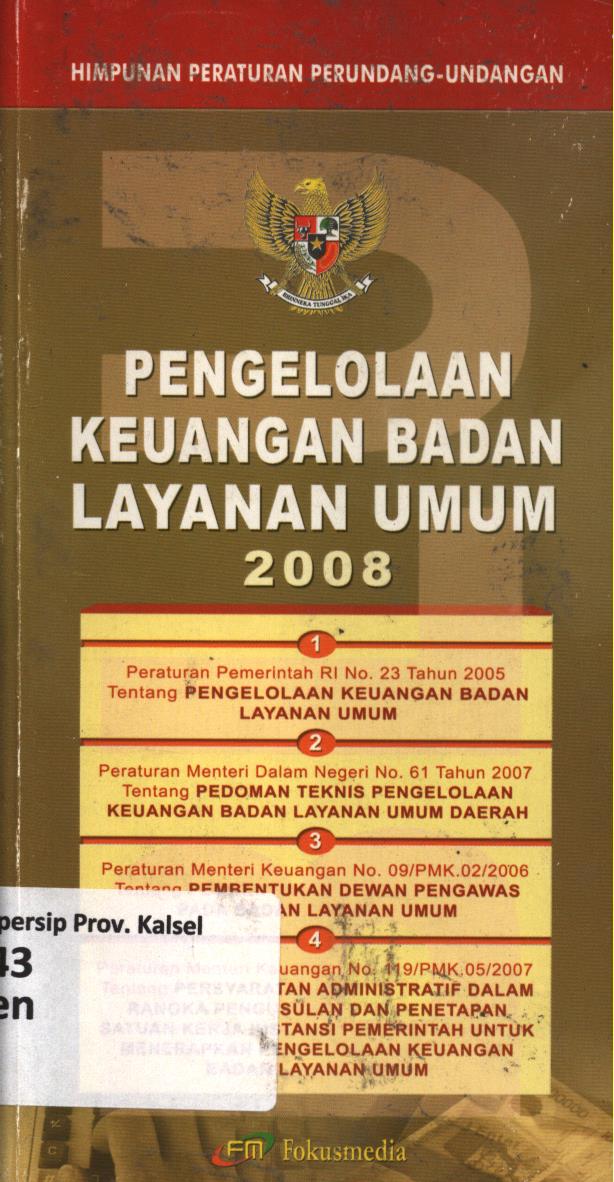 HIMPUNAN PERATURAN PERUNDANG-UNDANGAN
BHINNEKA TUNGGAL IKA
PENGELOLAAN
KEUANGAN BADAN
LAYANAN UMUM
2008
1
Peraturan Pemerintah RI No. 23 Tahun 2005
Tentang PENGELOLAAN KEUANGAN BADAN
LAYANAN UMUM
2
Peraturan Menteri Dalam Negeri No. 61 Tahun 2007
Tentang PEDOMAN TEKNIS PENGELOLAAN
KEUANGAN BADAN LAYANAN UMUM DAERAH
3
Peraturan Menteri Keuangan No. 09/PMK.02/2006
Tentang PEMBENTUKAN DEWAN PENGAWAS
PADA BADAN LAYANAN UMUM
4
Peraturan Menteri Keuangan No. 119/PMK.05/2007
Tentang PERSYARATAN ADMINISTRATIF DALAM
RANGKA PENGUSULAN DAN PENETAPAN
SATUAN KERJA INSTANSI PEMERINTAH UNTUK
MENERAPKAN PENGELOLAAN KEUANGAN
BADAN LAYANAN UMUM
persip Prov. Kalsel
43
en
FM Fokusmedia